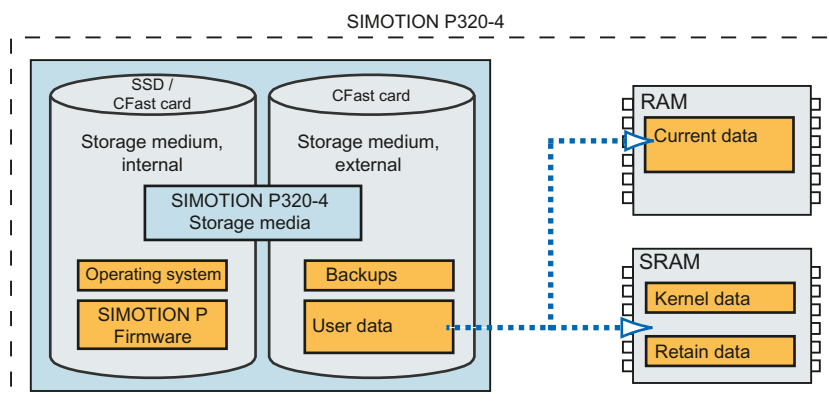 SIMOTION P320-4
SSD /
CFast card
Storage medium,
internal
CFast card
Storage medium,
external
SIMOTION P320-4
Storage media
Operating system
SIMOTION P
Firmware
Backups
User data
RAM
Current data
SRAM
Kernel data
Retain data